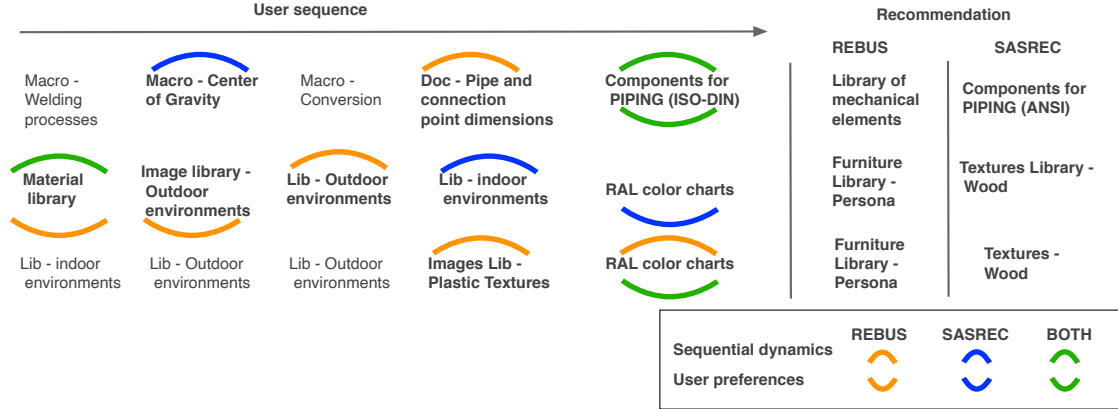 User sequence
Recommendation
REBUS
SASREC
Macro -
Welding
processes
Macro - Center
of Gravity
Macro -
Conversion
Doc - Pipe and
connection
point dimensions
Components for
PIPING (ISO-DIN)
Library of
mechanical
elements
Components for
PIPING (ANSI)
Material
library
Image library -
Outdoor
environments
Lib - Outdoor
environments
Lib - indoor
environments
RAL color charts
Furniture
Library -
Persona
Textures Library -
Wood
Lib - indoor
environments
Lib - Outdoor
environments
Lib - Outdoor
environments
Images Lib -
Plastic Textures
RAL color charts
Furniture
Library -
Persona
Textures -
Wood
REBUS
SASREC
BOTH
Sequential dynamics
User preferences